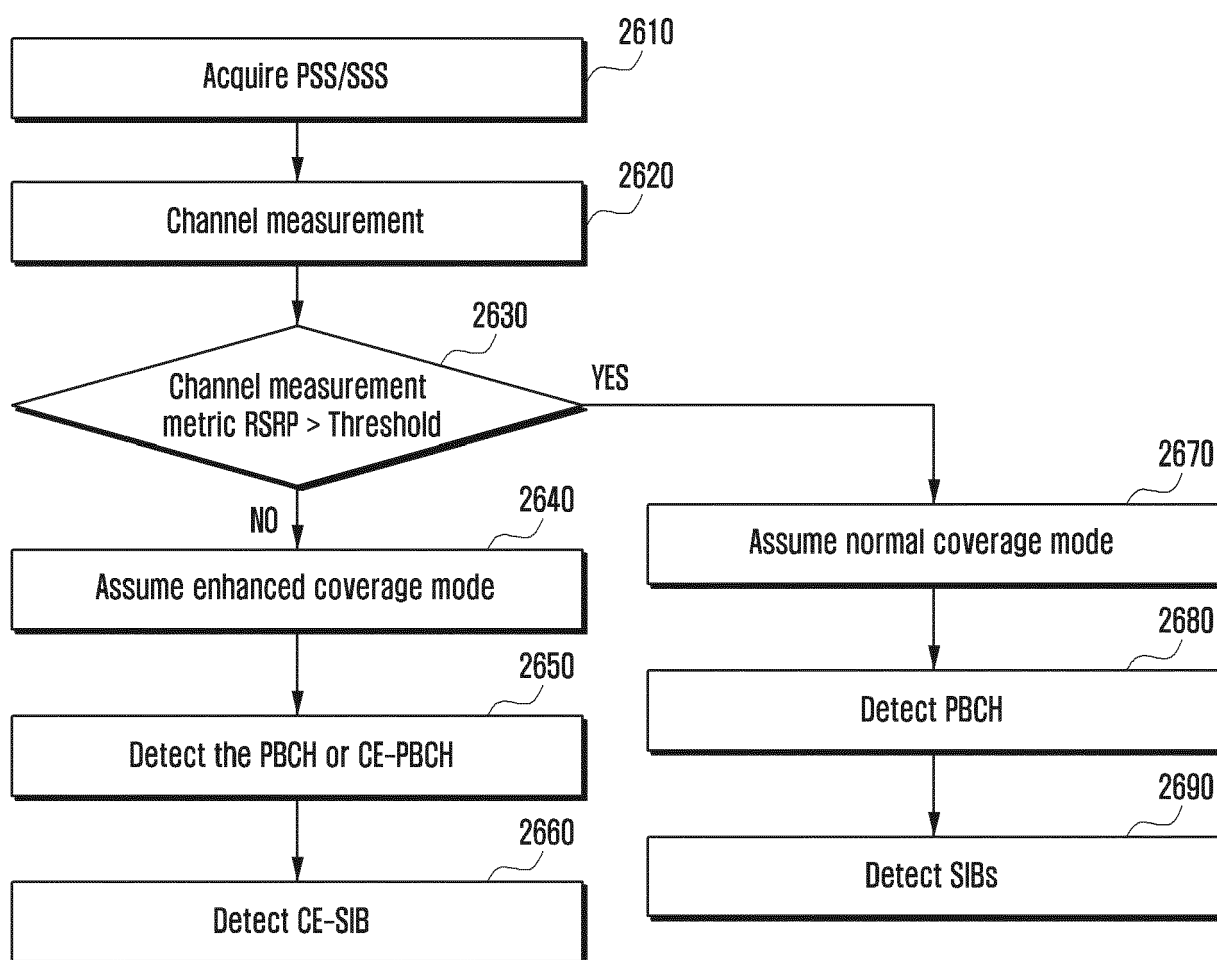 2610
Acquire PSS/SSS
2620
Channel measurement
2630
Channel measurement
metric RSRP > Threshold
YES
NO
2640
Assume enhanced coverage mode
2650
Detect the PBCH or CE-PBCH
2660
Detect CE-SIB
2670
Assume normal coverage mode
2680
Detect PBCH
2690
Detect SIBs